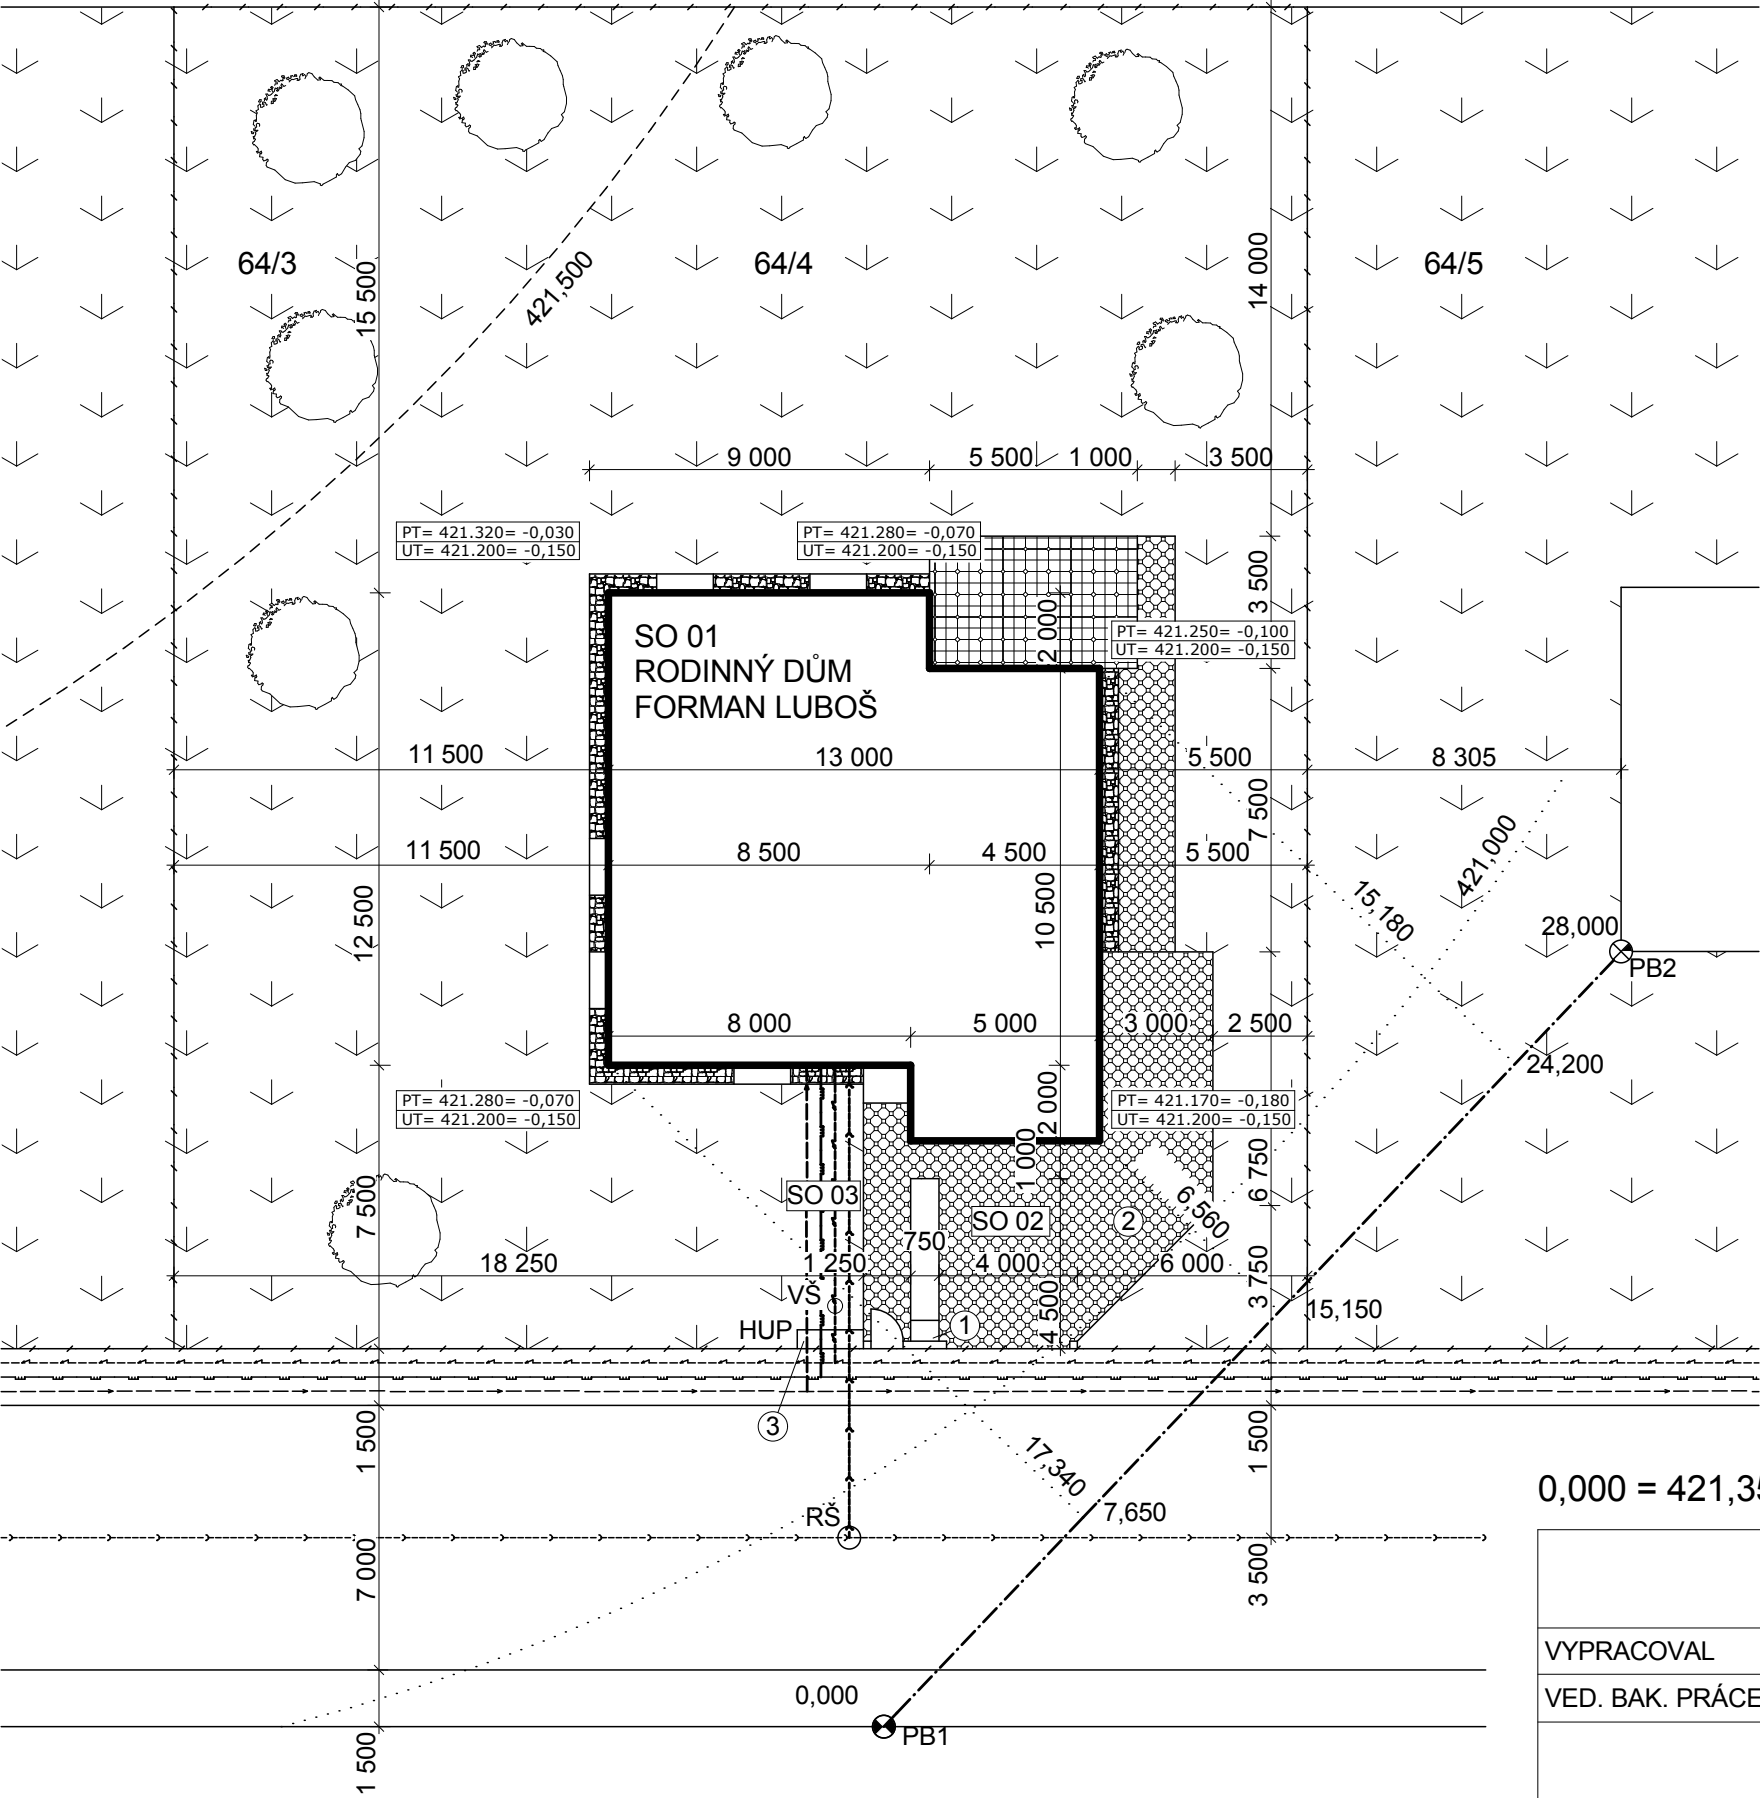 64/3
64/4
64/5
15 500
421,500
14 000
9 000
5 500
1 000
3 500
PT= 421.320= -0,030
UT= 421.200= -0,150
PT= 421.280= -0,070
UT= 421.200= -0,150
3 500
2 000
PT= 421.250= -0,100
UT= 421.200= -0,150
SO 01
RODINNÝ DŮM
FORMAN LUBOŠ
11 500
13 000
5 500
8 305
7 500
11 500
8 500
4 500
5 500
421,000
12 500
10 500
15,180
28,000
PB2
8 000
5 000
3 000
2 500
24,200
PT= 421.280= -0,070
UT= 421.200= -0,150
2 000
PT= 421.170= -0,180
UT= 421.200= -0,150
1 000
6 750
7 500
SO 03
SO 02
2
6,560
750
18 250
1 250
4 000
6 000
3 750
VŠ
4 500
15,150
HUP
1
3
1 500
1 500
17,340
7,650
RŠ
7 000
3 500
0,000
PB1
1 500
0,000 = 421,35
VYPRACOVAL
VED. BAK. PRÁCE